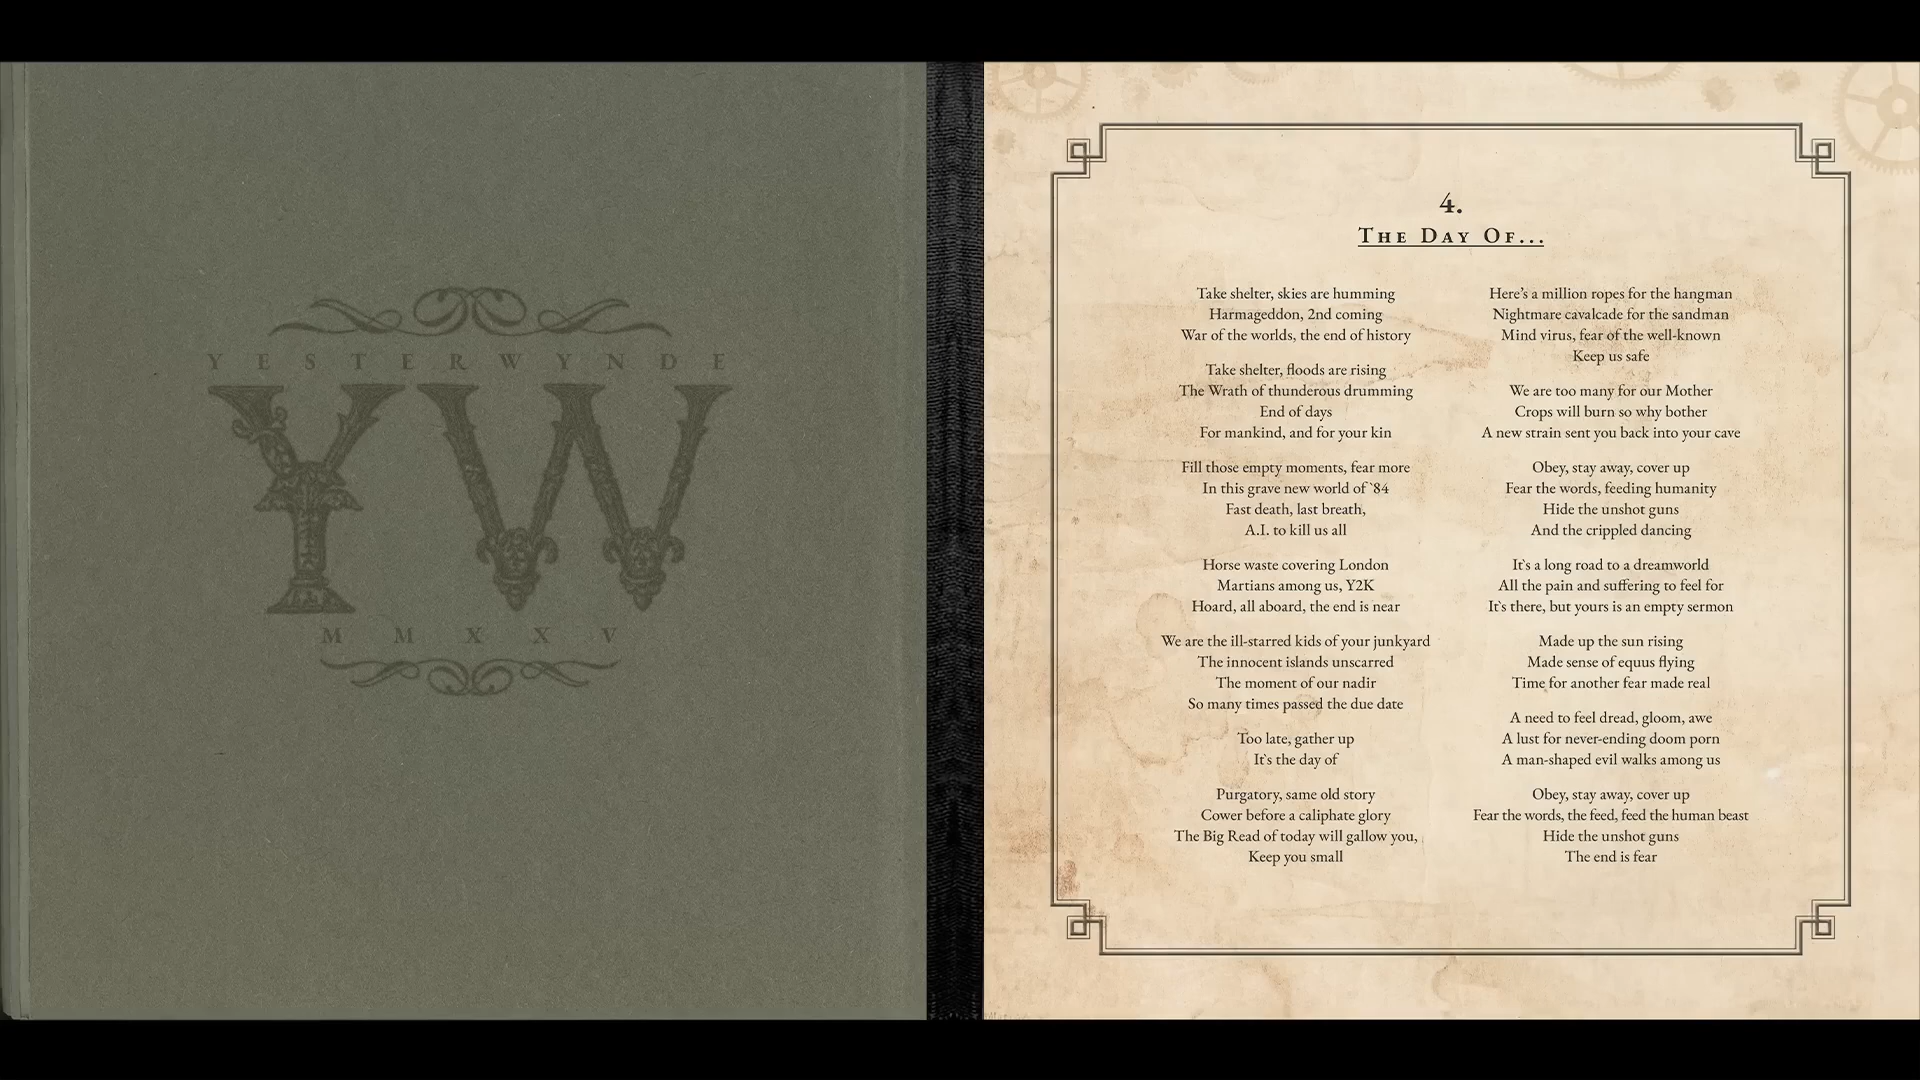 YESTERWYNDE
YW
MMXXV
4.
The Day Of...
Take shelter, skies are humming
Harmageddon, 2nd coming
War of the worlds, the end of history
Take shelter, floods are rising
The Wrath of thunderous drumming
End of days
For mankind, and for your kin
Fill those empty moments, fear more
In this grave new world of `84
Fast death, last breath,
A.I. to kill us all
Horse waste covering London
Martians among us, Y2K
Hoard, all aboard, the end is near
We are the ill-starred kids of your junkyard
The innocent islands unscarred
The moment of our nadir
So many times passed the due date
Too late, gather up
It`s the day of
Purgatory, same old story
Cower before a caliphate glory
The Big Read of today will gallow you,
Keep you small
Here’s a million ropes for the hangman
Nightmare cavalcade for the sandman
Mind virus, fear of the well-known
Keep us safe
We are too many for our Mother
Crops will burn so why bother
A new strain sent you back into your cave
Obey, stay away, cover up
Fear the words, feeding humanity
Hide the unshot guns
And the crippled dancing
It`s a long road to a dreamworld
All the pain and suffering to feel for
It`s there, but yours is an empty sermon
Made up the sun rising
Made sense of equus flying
Time for another fear made real
A need to feel dread, gloom, awe
A lust for never-ending doom porn
A man-shaped evil walks among us
Obey, stay away, cover up
Fear the words, the feed, feed the human beast
Hide the unshot guns
The end is fear